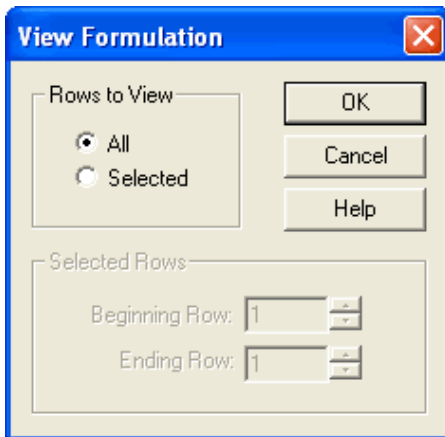 View Formulation
Rows to View
All
Selected
OK
Cancel
Help
Selected Rows
Beginning Row: 1
Ending Row: 1